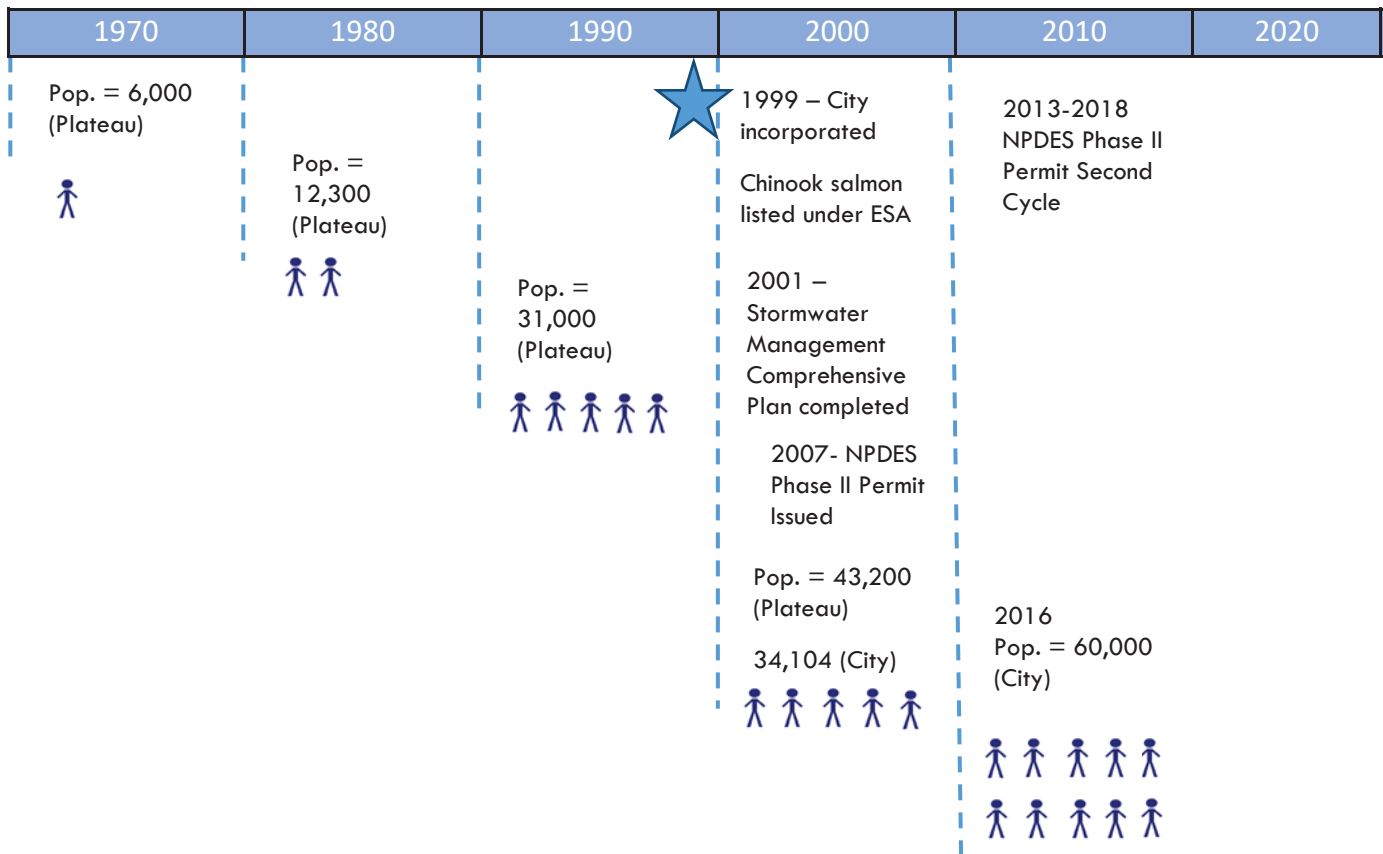 1970
1980
1990
2000
2010
2020
Pop. = 6,000
(Plateau)
Pop. =
12,300
(Plateau)
Pop. =
31,000
(Plateau)
1999 – City
incorporated
Chinook salmon
listed under ESA
2001 –
Stormwater
Management
Comprehensive
Plan completed
2007- NPDES
Phase II Permit
Issued
Pop. = 43,200
(Plateau)
34,104 (City)
2013-2018
NPDES Phase II
Permit Second
Cycle
2016
Pop. = 60,000
(City)